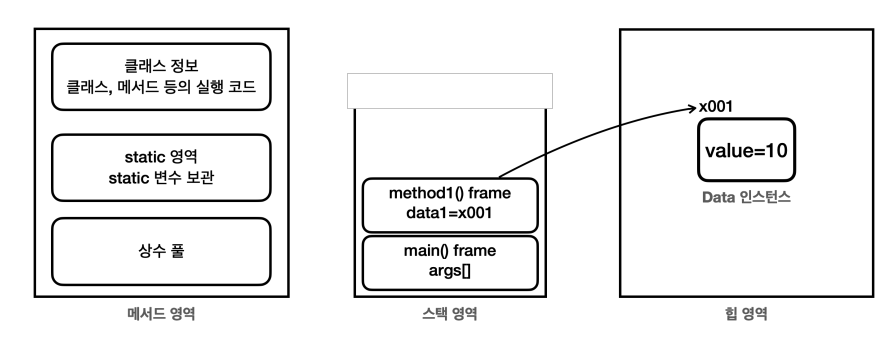 클래스 정보
클래스, 메서드 등의 실행 코드
static 영역
static 변수 보관
상수 풀
메서드 영역
method1() frame
data1=x001
main() frame
args[]
스택 영역
x001
value=10
Data 인스턴스
힙 영역